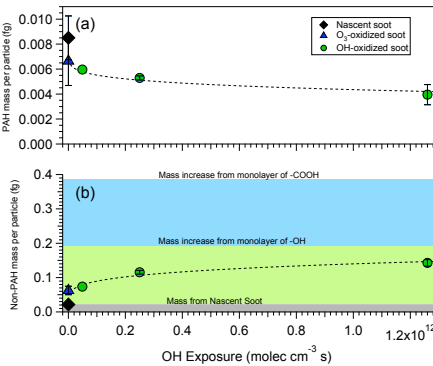 0.010
0.008
0.006
0.004
0.002
0.000
PAH mass per particle (fg)
(a)
Nascent soot
O₃-oxidized soot
OH-oxidized soot
0.4
0.3
0.2
0.1
0.0
Non-PAH mass per particle (fg)
(b)
Mass increase from monolayer of -COOH
Mass increase from monolayer of -OH
Mass from Nascent Soot
0.0 0.2 0.4 0.6 0.8 1.0 1.2x10¹²
OH Exposure (molec cm⁻³ s)